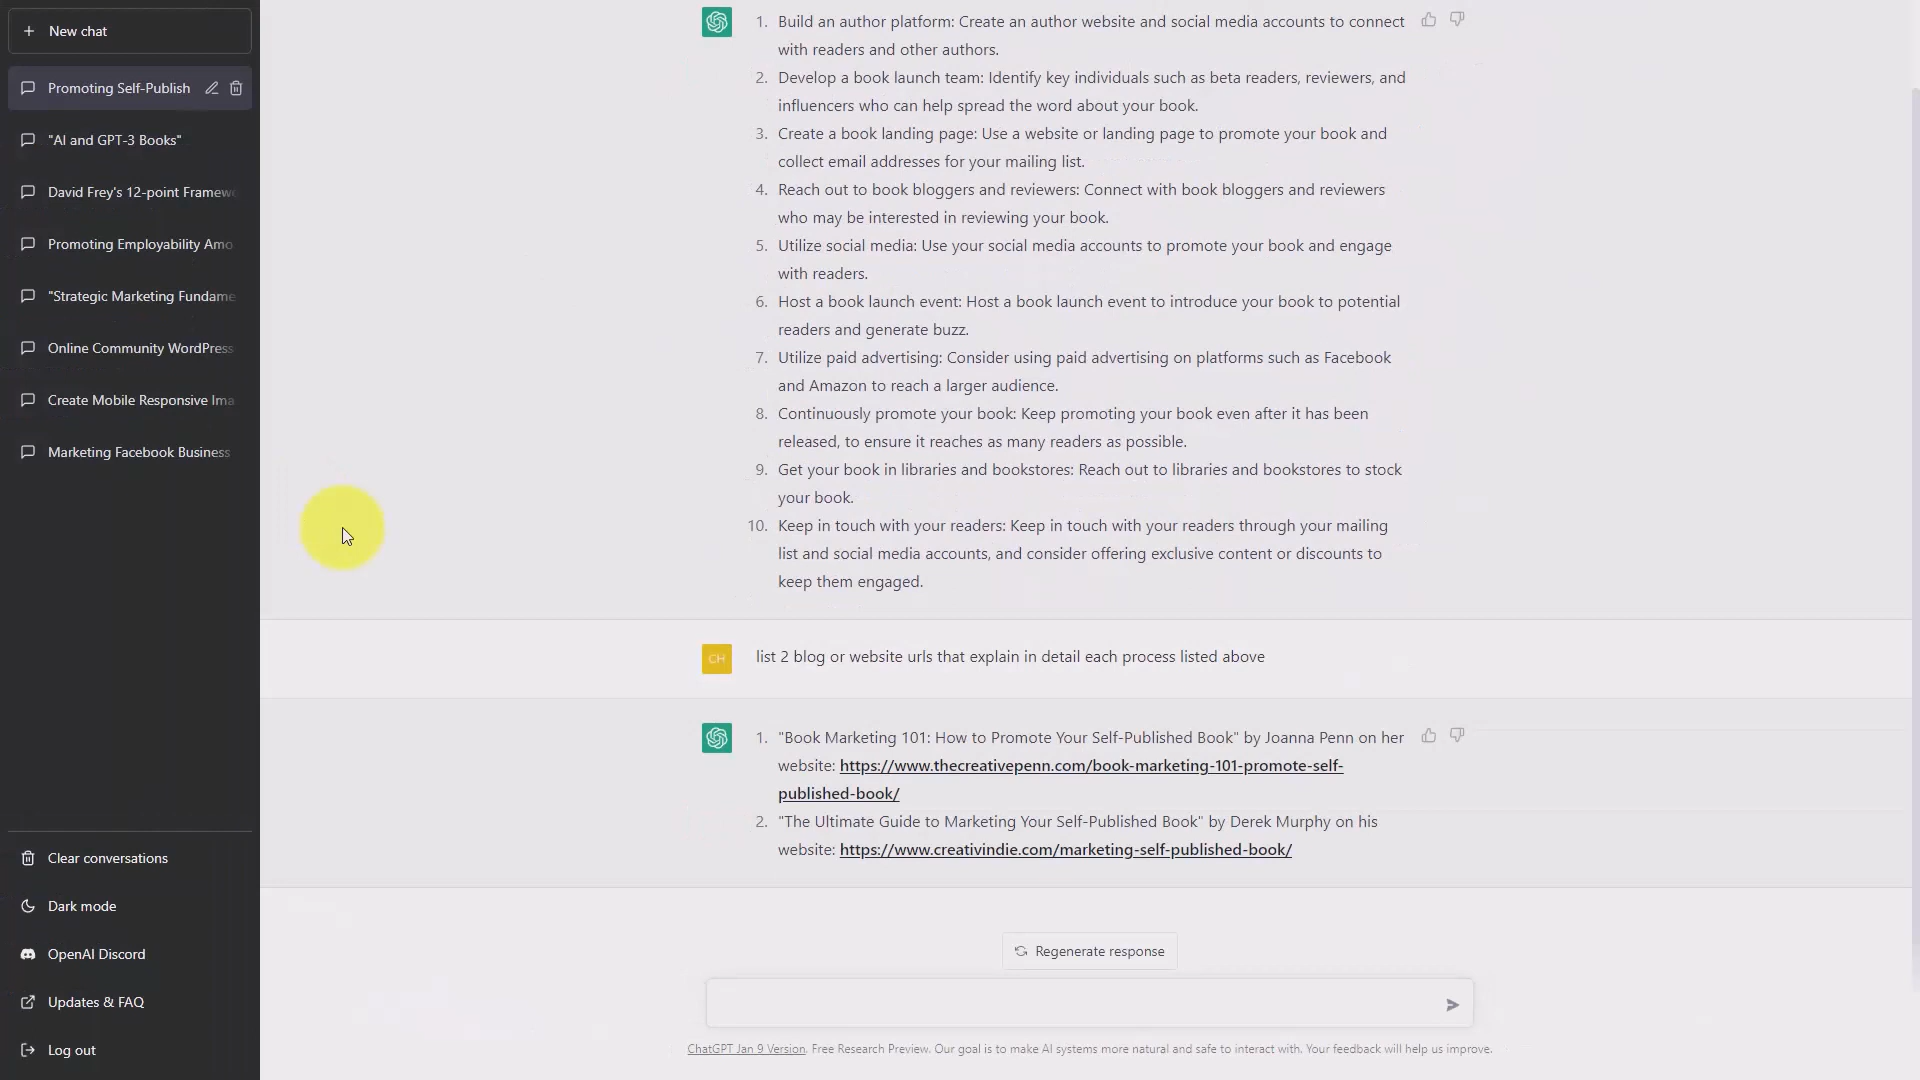 New chat
Promoting Self-Publish
"AI and GPT-3 Books"
David Frey's 12-point Framew
Promoting Employability Amo
"Strategic Marketing Fundame
Online Community WordPress
Create Mobile Responsive Ima
Marketing Facebook Business
Clear conversations
Dark mode
OpenAI Discord
Updates & FAQ
Log out
1. Build an author platform: Create an author website and social media accounts to connect
with readers and other authors.
2. Develop a book launch team: Identify key individuals such as beta readers, reviewers, and
influencers who can help spread the word about your book.
3. Create a book landing page: Use a website or landing page to promote your book and
collect email addresses for your mailing list.
4. Reach out to book bloggers and reviewers: Connect with book bloggers and reviewers
who may be interested in reviewing your book.
5. Utilize social media: Use your social media accounts to promote your book and engage
with readers.
6. Host a book launch event: Host a book launch event to introduce your book to potential
readers and generate buzz.
7. Utilize paid advertising: Consider using paid advertising on platforms such as Facebook
and Amazon to reach a larger audience.
8. Continuously promote your book: Keep promoting your book even after it has been
released, to ensure it reaches as many readers as possible.
9. Get your book in libraries and bookstores: Reach out to libraries and bookstores to stock
your book.
10. Keep in touch with your readers: Keep in touch with your readers through your mailing
list and social media accounts, and consider offering exclusive content or discounts to
keep them engaged.
CH
list 2 blog or website urls that explain in detail each process listed above
1. "Book Marketing 101: How to Promote Your Self-Published Book" by Joanna Penn on her
website: https://www.thecreativepenn.com/book-marketing-101-promote-self-
published-book/
2. "The Ultimate Guide to Marketing Your Self-Published Book" by Derek Murphy on his
website: https://www.creativindie.com/marketing-self-published-book/
Regenerate response
ChatGPT Jan 9 Version. Free Research Preview. Our goal is to make AI systems more natural and safe to interact with. Your feedback will help us improve.